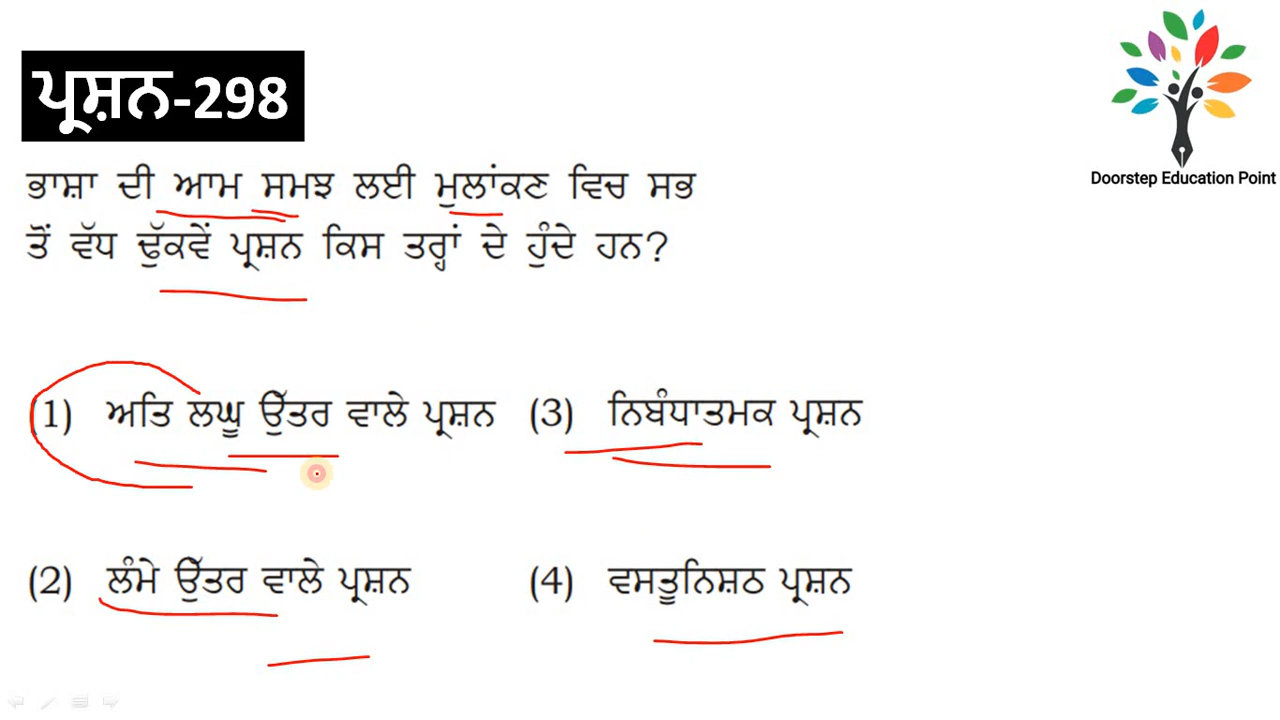 ਪ੍ਰਸ਼ਨ-298
Doorstep Education Point
ਭਾਸ਼ਾ ਦੀ ਆਮ ਸਮਝ ਲਈ ਮੁਲਾਂਕਣ ਵਿਚ ਸਭ
ਤੋਂ ਵੱਧ ਢੁੱਕਵੇਂ ਪ੍ਰਸ਼ਨ ਕਿਸ ਤਰ੍ਹਾਂ ਦੇ ਹੁੰਦੇ ਹਨ?
(1) ਅਤਿ ਲਘੂ ਉੱਤਰ ਵਾਲੇ ਪ੍ਰਸ਼ਨ
(3) ਨਿਬੰਧਾਤਮਕ ਪ੍ਰਸ਼ਨ
(2) ਲੰਮੇ ਉੱਤਰ ਵਾਲੇ ਪ੍ਰਸ਼ਨ
(4) ਵਸਤੂਨਿਸ਼ਠ ਪ੍ਰਸ਼ਨ